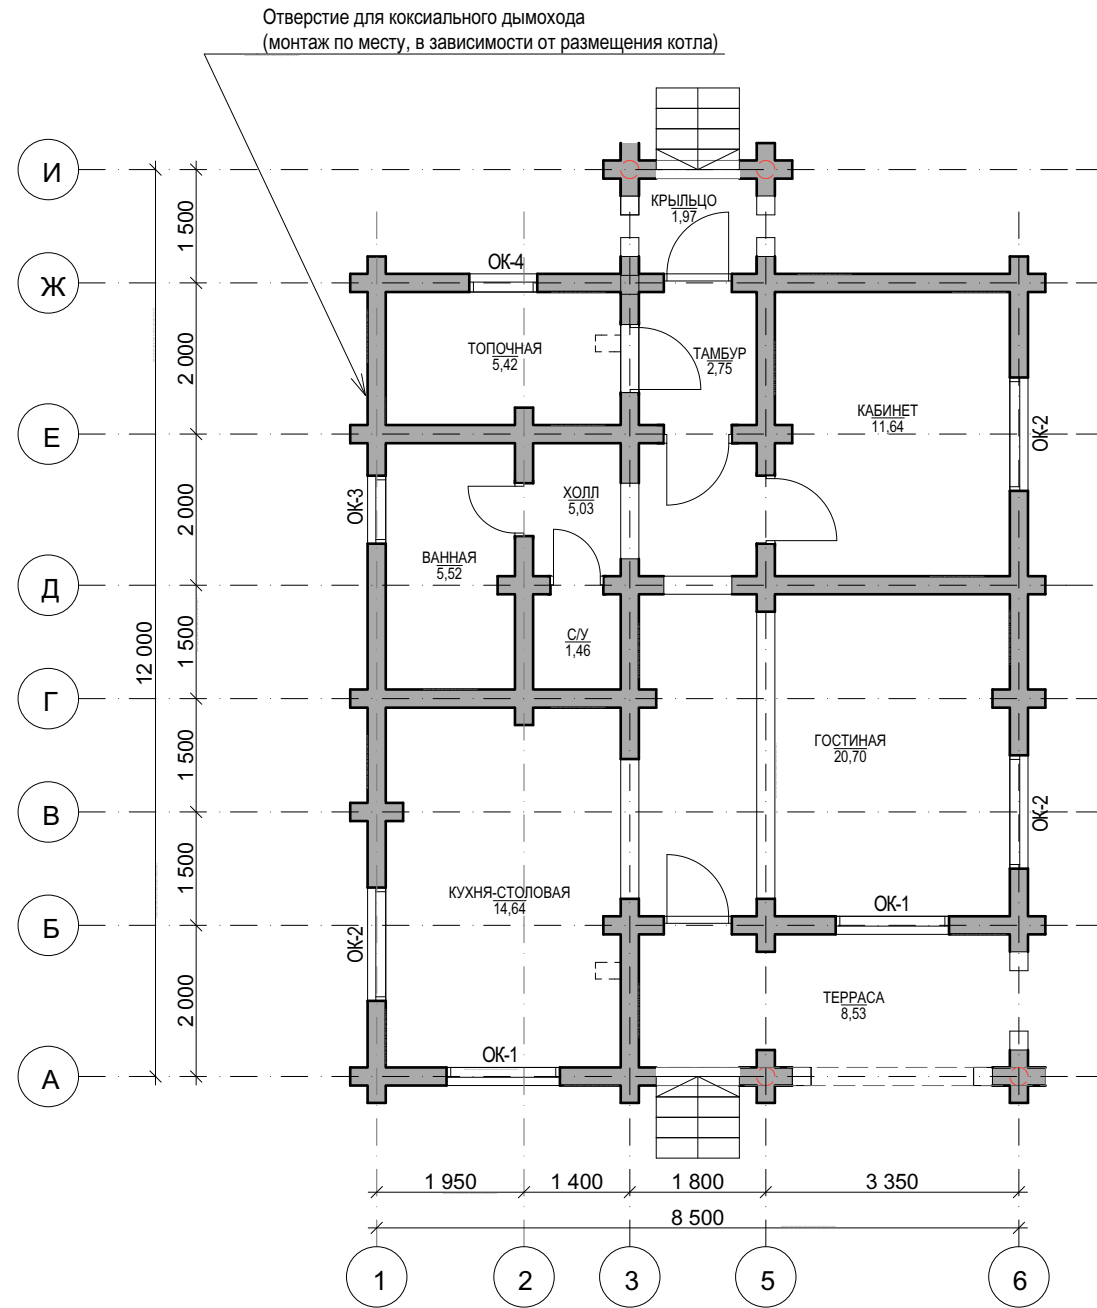 Отверстие для коксиального дымохода
(монтаж по месту, в зависимости от размещения котла)
И
КРЫЛЬЦО
1,97
1 500
ОК-4
Ж
2 000
ТОПОЧНАЯ
5,42
ТАМБУР
2,75
КАБИНЕТ
11,64
Е
ОК-2
2 000
ОК-3
ХОЛЛ
5,03
ВАННАЯ
5,52
Д
12 000
1 500
С/У
1,46
Г
1 500
ГОСТИНАЯ
20,70
В
ОК-2
1 500
КУХНЯ-СТОЛОВАЯ
14,64
ОК-1
Б
ОК-2
2 000
ТЕРРАСА
8,53
ОК-1
А
1 950
1 400
1 800
3 350
8 500
1
2
3
5
6